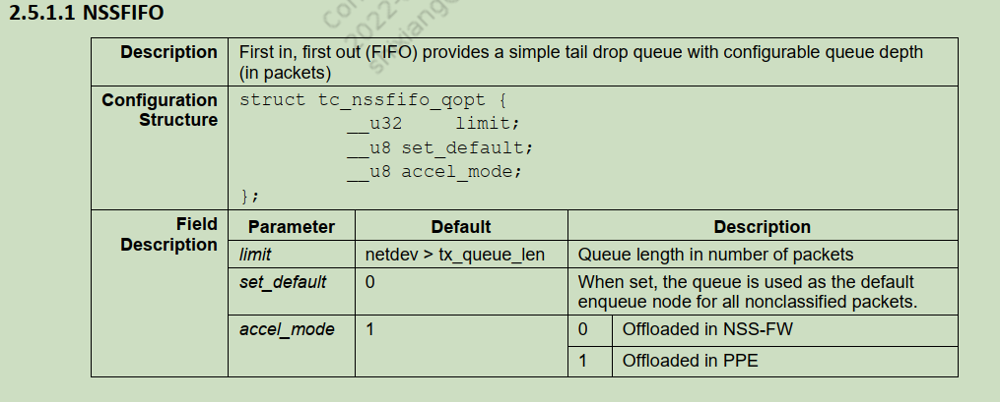 2.5.1.1 NSSFIFO
Description
First in, first out (FIFO) provides a simple tail drop queue with configurable queue depth
(in packets)
Configuration
Structure
struct tc_nssfifo_qopt {
__u32 limit;
__u8 set_default;
__u8 accel_mode;
};
Field
Description
Parameter Default Description
limit netdev > tx_queue_len Queue length in number of packets
set_default 0 When set, the queue is used as the default
enqueue node for all nonclassified packets.
accel_mode 1 0 Offloaded in NSS-FW
1 Offloaded in PPE